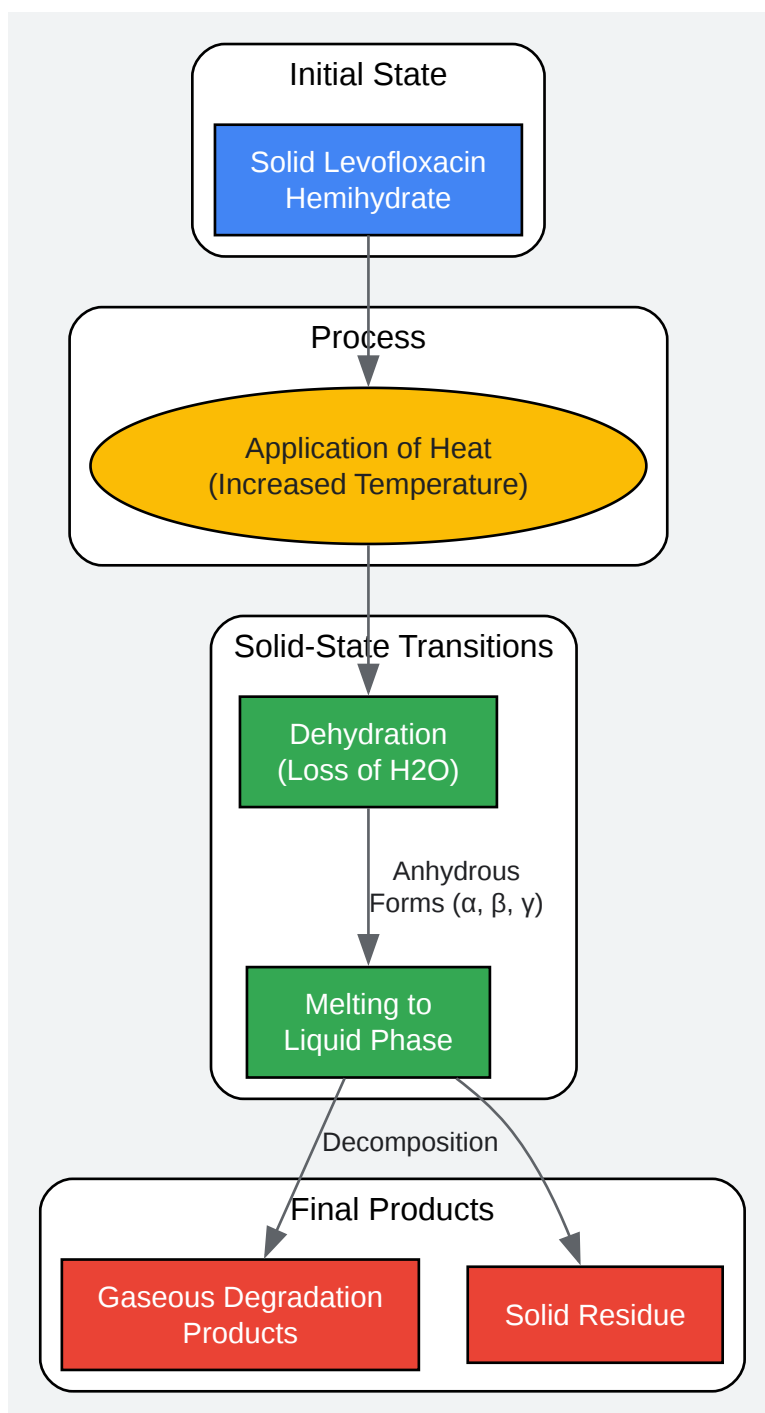 Initial State
Solid Levofloxacin
Hemihydrate
Process
Application of Heat
(Increased Temperature)
Solid-State Transitions
Dehydration
(Loss of H2O)
Anhydrous
Forms (α, β, γ)
Melting to
Liquid Phase
Decomposition
Final Products
Gaseous Degradation
Products
Solid Residue